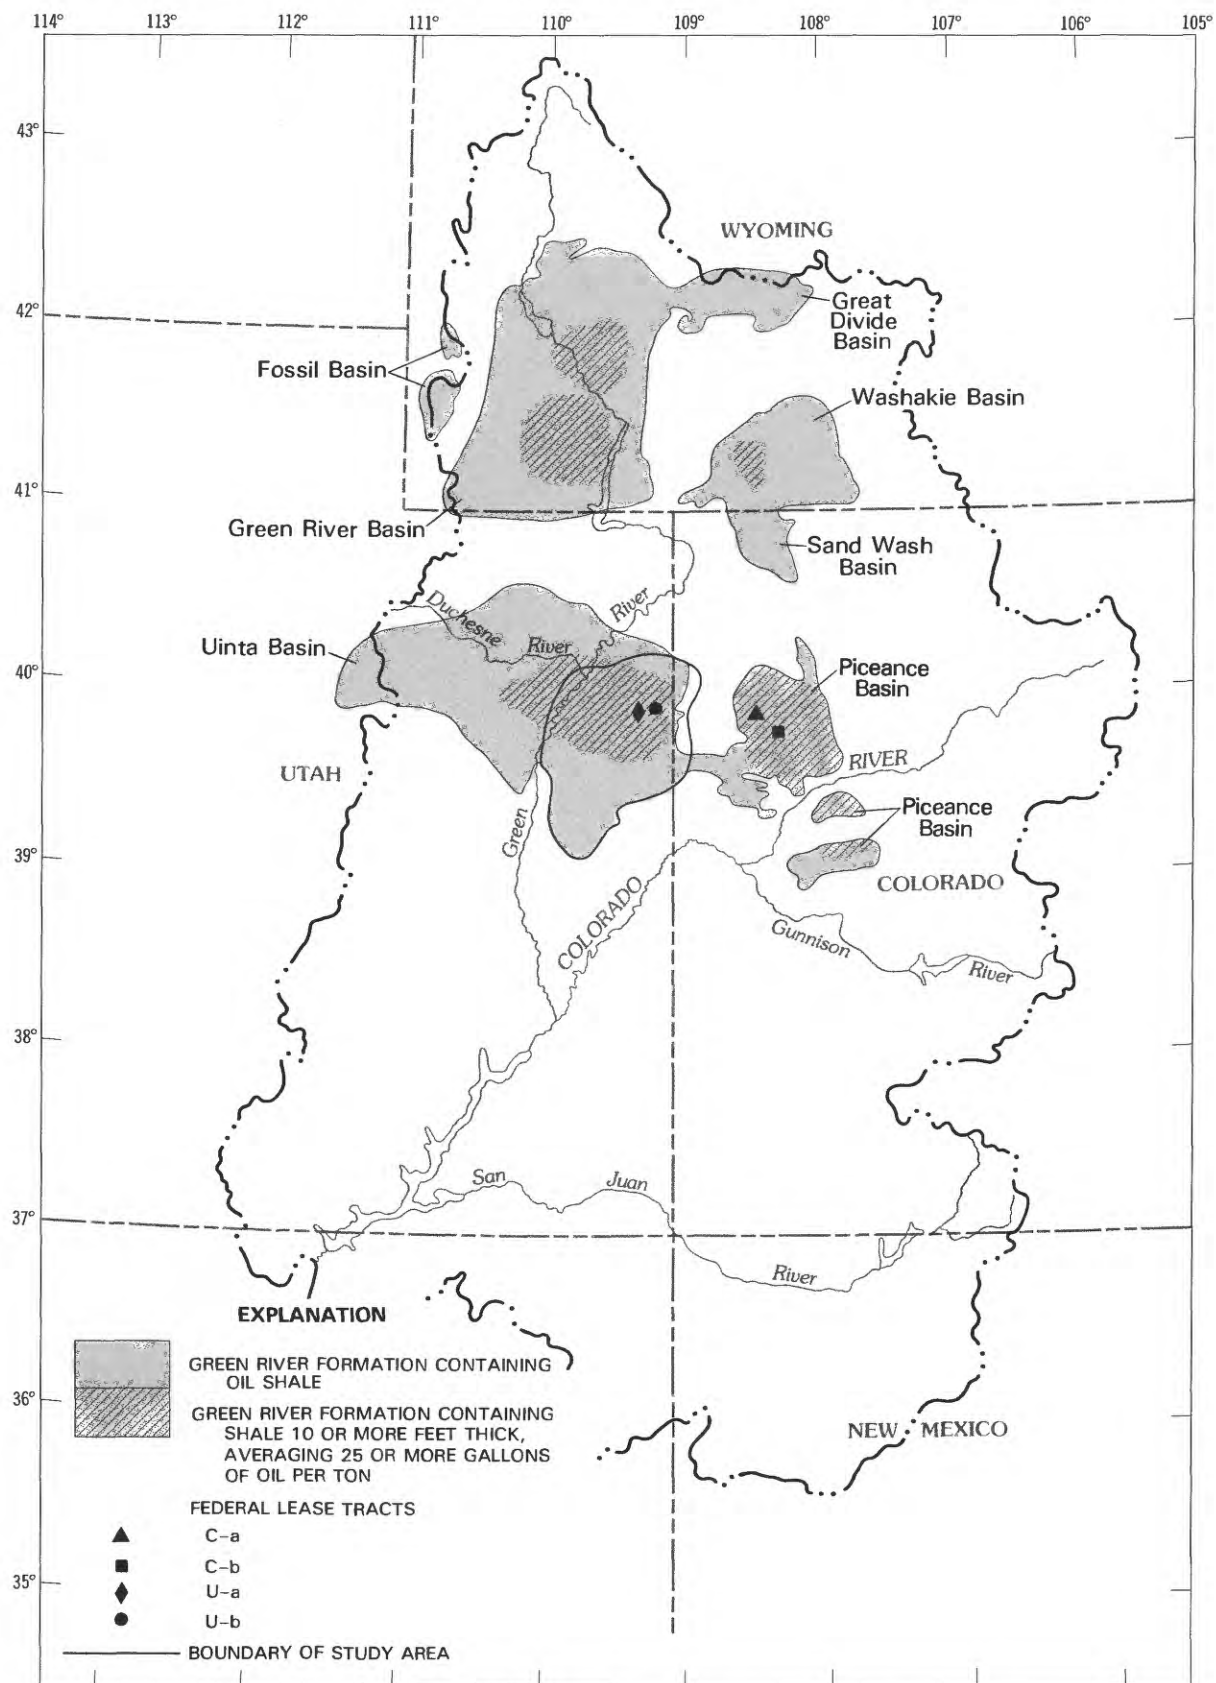 114°
113°
112°
111°
110°
109°
108°
107°
106°
105°
43°
WYOMING
42°
Great
Divide
Basin
Fossil Basin
Washakie Basin
41°
Green River Basin
Sand Wash
Basin
Duchesne
River
River
Uinta Basin
40°
Piceance
Basin
UTAH
RIVER
Green
Piceance
Basin
39°
COLORADO
COLORADO
Gunnison
River
38°
San
Juan
37°
River
EXPLANATION
GREEN RIVER FORMATION CONTAINING
OIL SHALE
36°
GREEN RIVER FORMATION CONTAINING
SHALE 10 OR MORE FEET THICK,
AVERAGING 25 OR MORE GALLONS
OF OIL PER TON
NEW MEXICO
FEDERAL LEASE TRACTS
C-a
C-b
35°
U-a
U-b
BOUNDARY OF STUDY AREA